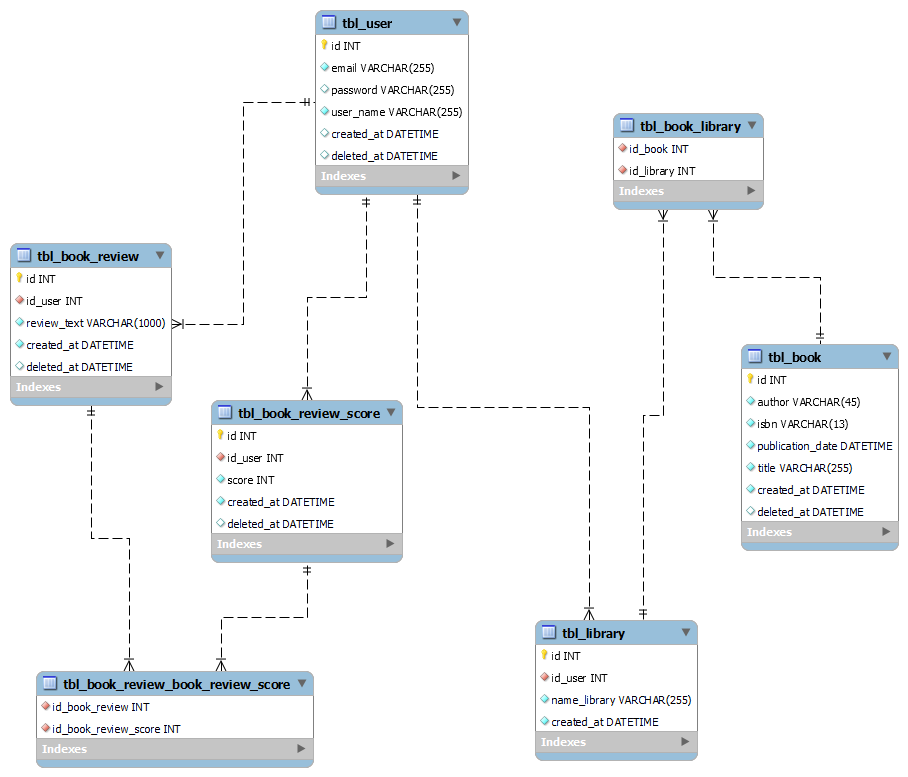 tbl_user
id INT
email VARCHAR(255)
password VARCHAR(255)
user_name VARCHAR(255)
created_at DATETIME
deleted_at DATETIME
Indexes
tbl_book_library
id_book INT
id_library INT
Indexes
tbl_book_review
id INT
id_user INT
review_text VARCHAR(1000)
created_at DATETIME
deleted_at DATETIME
Indexes
tbl_book
id INT
author VARCHAR(45)
isbn VARCHAR(13)
publication_date DATETIME
title VARCHAR(255)
created_at DATETIME
deleted_at DATETIME
Indexes
tbl_book_review_score
id INT
id_user INT
score INT
created_at DATETIME
deleted_at DATETIME
Indexes
tbl_library
id INT
id_user INT
name_library VARCHAR(255)
created_at DATETIME
Indexes
tbl_book_review_book_review_score
id_book_review INT
id_book_review_score INT
Indexes